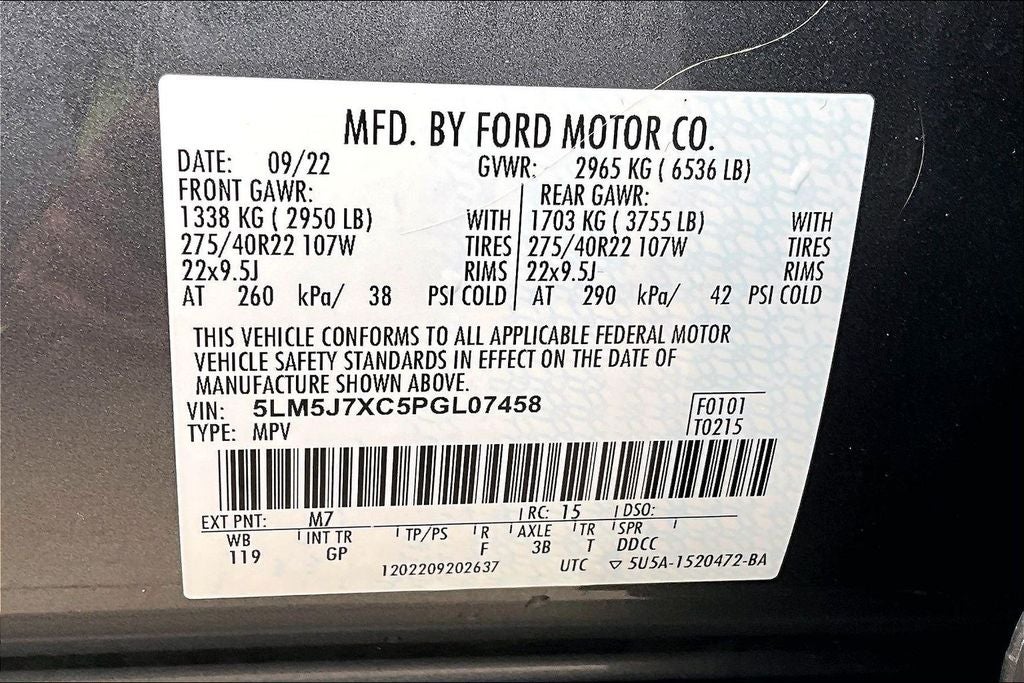 MFD. BY FORD MOTOR CO.
DATE: 09/22 GVWR: 2965 KG ( 6536 LB)
FRONT GAWR: REAR GAWR:
1338 KG ( 2950 LB) WITH 1703 KG ( 3755 LB) WITH
275/40R22 107W TIRES 275/40R22 107W TIRES
22x9.5J RIMS 22x9.5J RIMS
AT 260 kPa/ 38 PSI COLD AT 290 kPa/ 42 PSI COLD
THIS VEHICLE CONFORMS TO ALL APPLICABLE FEDERAL MOTOR
VEHICLE SAFETY STANDARDS IN EFFECT ON THE DATE OF
MANUFACTURE SHOWN ABOVE.
VIN: 5LM5J7XC5PGL07458 F0101
TYPE: MPV T0215
EXT PNT: M7 RC: 15 DSO:
WB INT TR TP/PS R AXLE TR SPR
119 GP F 3B T DDCC
1202209202637 UTC ▽ 5U5A-1520472-BA